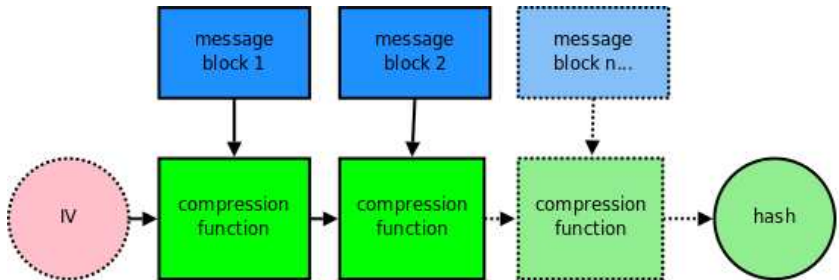 message
block 1
message
block 2
message
block n...
IV
compression
function
compression
function
compression
function
hash